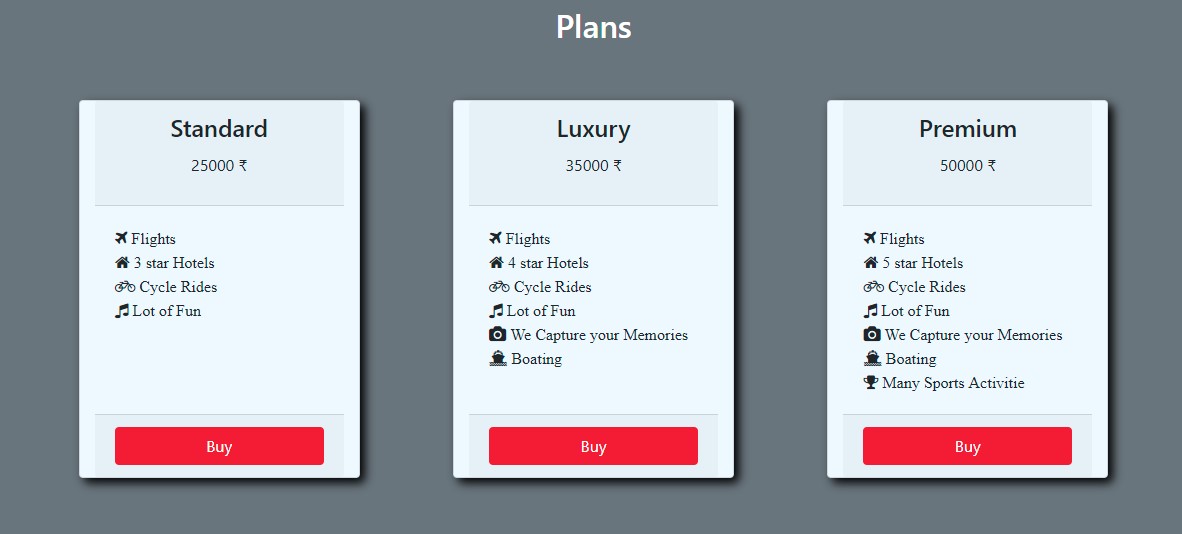 Plans
Standard
25000 ₹
Flights
3 star Hotels
Cycle Rides
Lot of Fun
Buy
Luxury
35000 ₹
Flights
4 star Hotels
Cycle Rides
Lot of Fun
We Capture your Memories
Boating
Buy
Premium
50000 ₹
Flights
5 star Hotels
Cycle Rides
Lot of Fun
We Capture your Memories
Boating
Many Sports Activitie
Buy